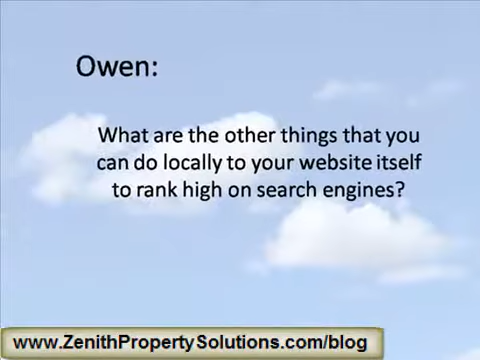 Owen:
What are the other things that you
can do locally to your website itself
to rank high on search engines?
www.ZenithPropertySolutions.com/blog